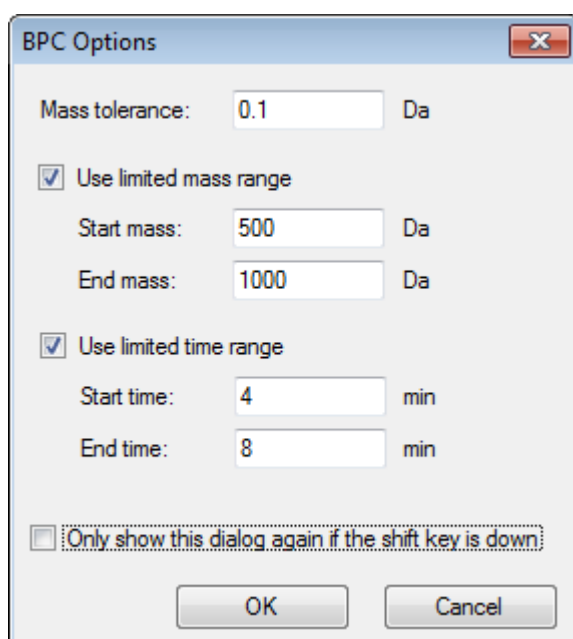 BPC Options
Mass tolerance: 0.1 Da
Use limited mass range
Start mass: 500 Da
End mass: 1000 Da
Use limited time range
Start time: 4 min
End time: 8 min
Only show this dialog again if the shift key is down
OK Cancel